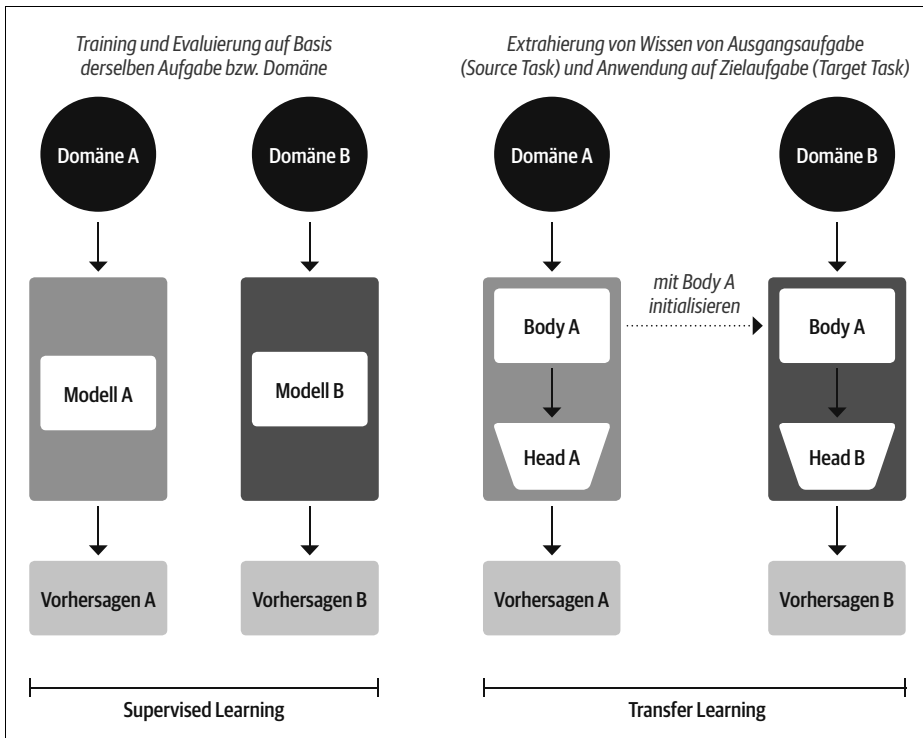 Training und Evaluierung auf Basis
derselben Aufgabe bzw. Domäne
Extrahierung von Wissen von Ausgangsaufgabe
(Source Task) und Anwendung auf Zielaufgabe (Target Task)
Domäne A
Domäne B
Domäne A
Domäne B
mit Body A
initialisieren
Body A
Body A
Modell A
Modell B
Head A
Head B
Vorhersagen A
Vorhersagen B
Vorhersagen A
Vorhersagen B
Supervised Learning
Transfer Learning